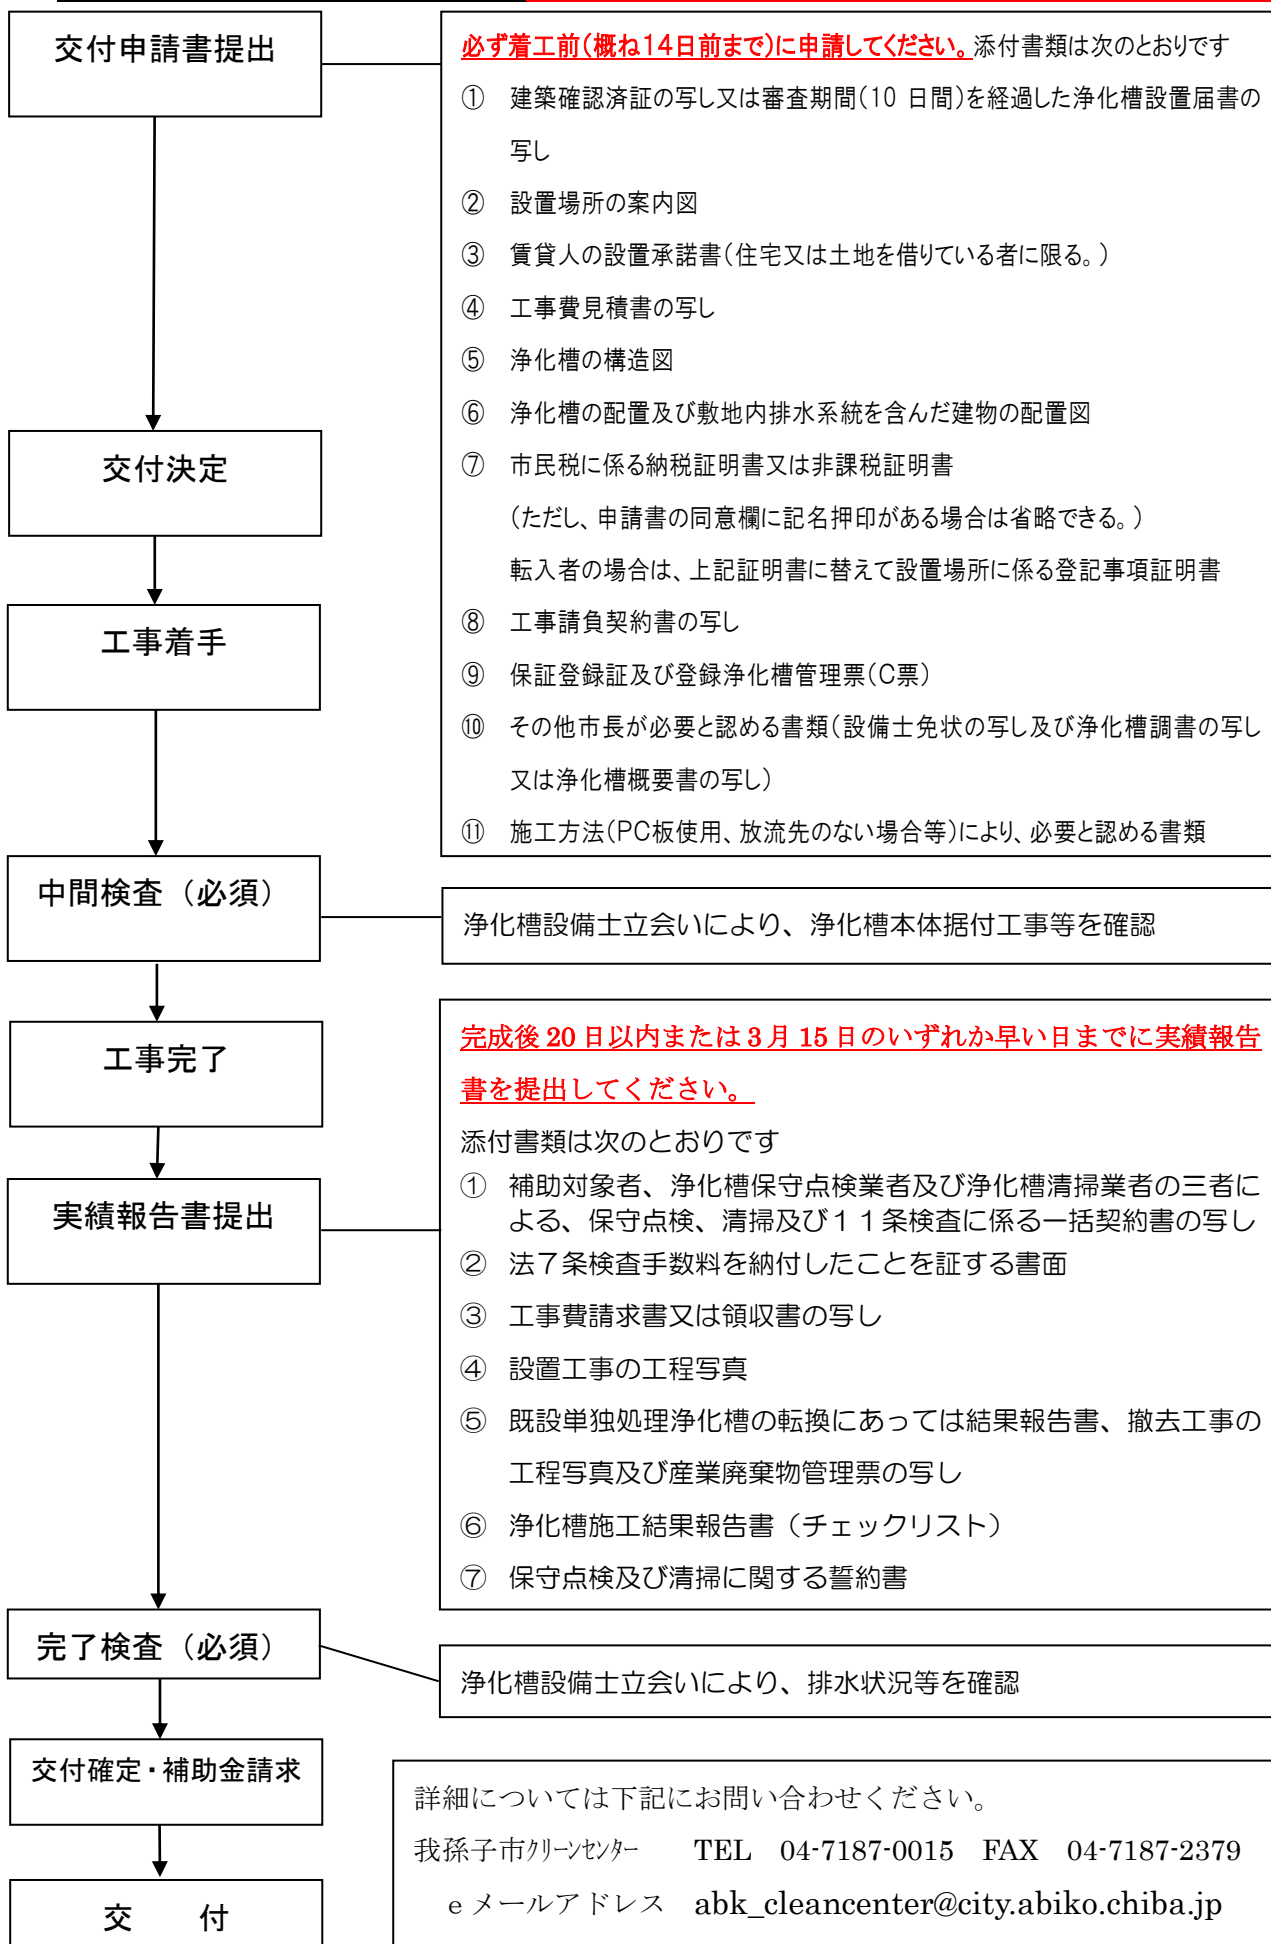 交付申請書提出
必ず着工前(概ね14日前まで)に申請してください。添付書類は次のとおりです
① 建築確認済証の写し又は審査期間(10 日間)を経過した浄化槽設置届書の
写し
② 設置場所の案内図
③ 賃貸人の設置承諾書(住宅又は土地を借りている者に限る。)
④ 工事費見積書の写し
⑤ 浄化槽の構造図
⑥ 浄化槽の配置及び敷地内排水系統を含んだ建物の配置図
⑦ 市民税に係る納税証明書又は非課税証明書
(ただし、申請書の同意欄に記名押印がある場合は省略できる。)
転入者の場合は、上記証明書に替えて設置場所に係る登記事項証明書
⑧ 工事請負契約書の写し
⑨ 保証登録証及び登録浄化槽管理票(C票)
⑩ その他市長が必要と認める書類(設備士免状の写し及び浄化槽調書の写し
又は浄化槽概要書の写し)
⑪ 施工方法(PC板使用、放流先のない場合等)により、必要と認める書類
交付決定
工事着手
中間検査（必須）
浄化槽設備士立会いにより、浄化槽本体据付工事等を確認
工事完了
実績報告書提出
完成後 20 日以内または 3 月 15 日のいずれか早い日までに実績報告
書を提出してください。
添付書類は次のとおりです
① 補助対象者、浄化槽保守点検業者及び浄化槽清掃業者の三者に
よる、保守点検、清掃及び１１条検査に係る一括契約書の写し
② 法７条検査手数料を納付したことを証する書面
③ 工事費請求書又は領収書の写し
④ 設置工事の工程写真
⑤ 既設単独処理浄化槽の転換にあっては結果報告書、撤去工事の
工程写真及び産業廃棄物管理票の写し
⑥ 浄化槽施工結果報告書（チェックリスト）
⑦ 保守点検及び清掃に関する誓約書
完了検査（必須）
浄化槽設備士立会いにより、排水状況等を確認
交付確定・補助金請求
交　　付
詳細については下記にお問い合わせください。
我孫子市ｸﾘｰﾝｾﾝﾀｰ　TEL　04-7187-0015　FAX　04-7187-2379
e メールアドレス　abk_cleancenter@city.abiko.chiba.jp